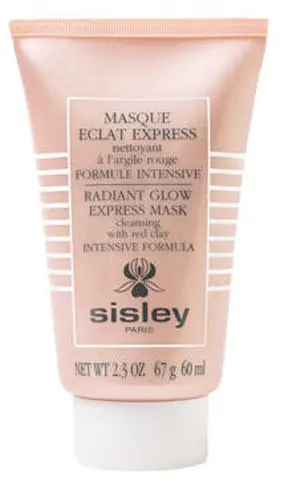 MASQUE
ECLAT EXPRESS
nettoyant
à l'argile rouge
FORMULE INTENSIVE
RADIANT GLOW
EXPRESS MASK
cleansing
with red clay
INTENSIVE FORMULA
sisley
PARIS
NET WT 2.3 OZ 67 g 60 ml